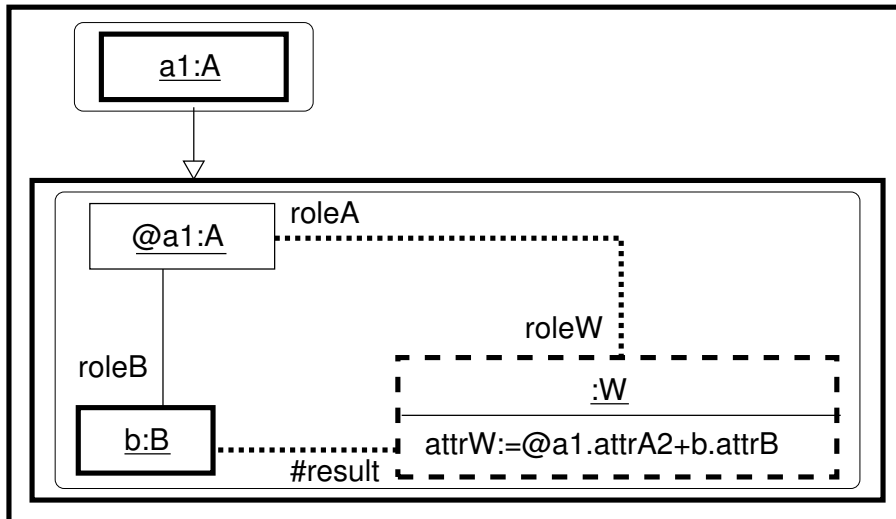 a1:A
roleA
@a1:A
roleW
roleB
:W
b:B
attrW:=@a1.attrA2+b.attrB
#result